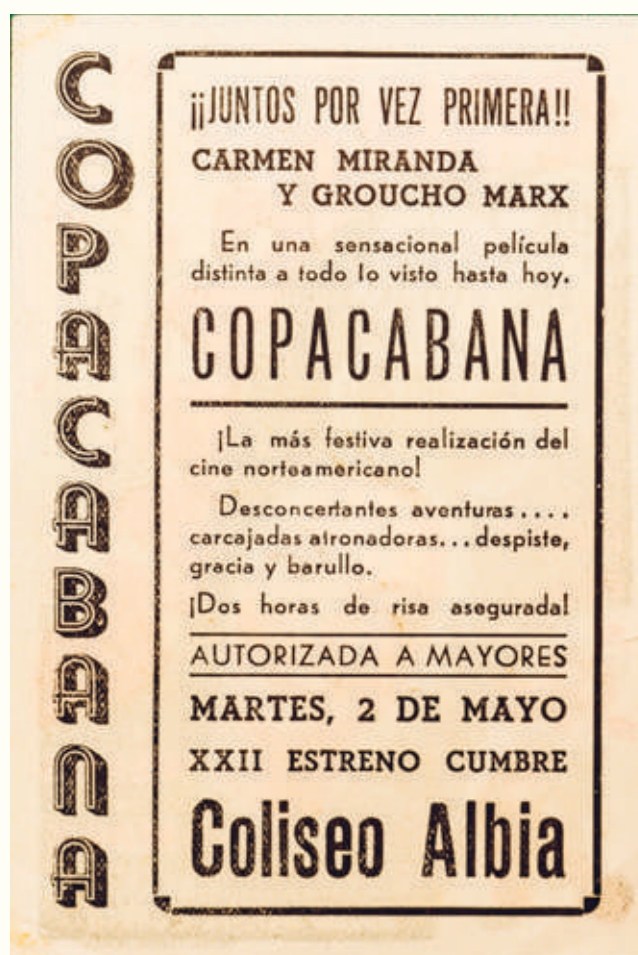 COPACABANA
¡¡JUNTOS POR VEZ PRIMERA!!
CARMEN MIRANDA
Y GROUCHO MARX
En una sensacional película
distinta a todo lo visto hasta hoy.
COPACABANA
¡La más festiva realización del
cine norteamericano!
Desconcertantes aventuras....
carcajadas atronadoras...despiste,
gracia y barullo.
¡Dos horas de risa asegurada!
AUTORIZADA A MAYORES
MARTES, 2 DE MAYO
XXII ESTRENO CUMBRE
Coliseo Albia